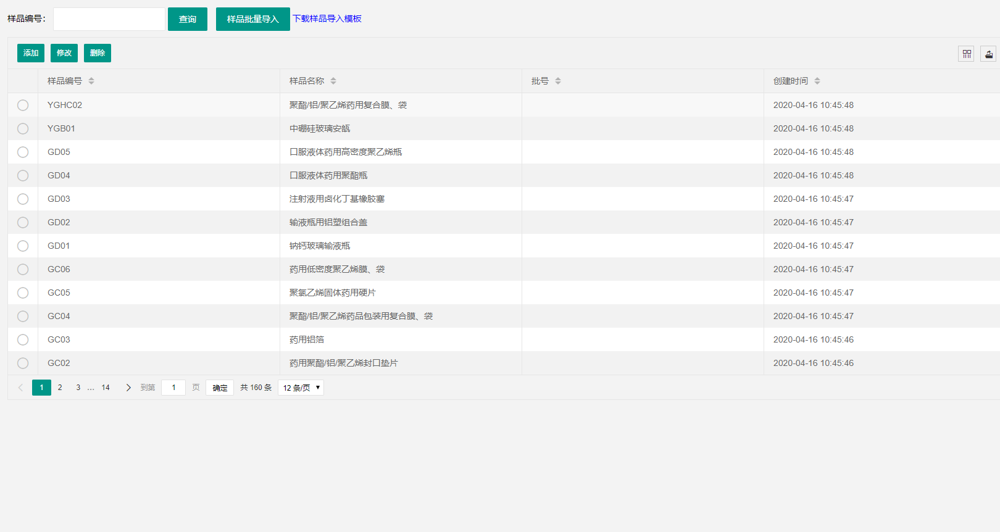 样品编号： 查询 样品批量导入 下载样品导入模板
添加 修改 删除
样品编号 样品名称 批号 创建时间
YGHC02 聚酯/铝/聚乙烯药用复合膜、袋 2020-04-16 10:45:48
YGB01 中硼硅玻璃安瓿 2020-04-16 10:45:48
GD05 口服液体药用高密度聚乙烯瓶 2020-04-16 10:45:48
GD04 口服液体药用聚酯瓶 2020-04-16 10:45:48
GD03 注射液用卤化丁基橡胶塞 2020-04-16 10:45:47
GD02 输液瓶用铝塑组合盖 2020-04-16 10:45:47
GD01 钠钙玻璃输液瓶 2020-04-16 10:45:47
GC06 药用低密度聚乙烯膜、袋 2020-04-16 10:45:47
GC05 聚氯乙烯固体药用硬片 2020-04-16 10:45:47
GC04 聚酯/铝/聚乙烯药品包装用复合膜、袋 2020-04-16 10:45:47
GC03 药用铝箔 2020-04-16 10:45:46
GC02 药用聚酯/铝/聚乙烯封口垫片 2020-04-16 10:45:46
1 2 3 … 14 到第 1 页 确定 共 160 条 12 条/页